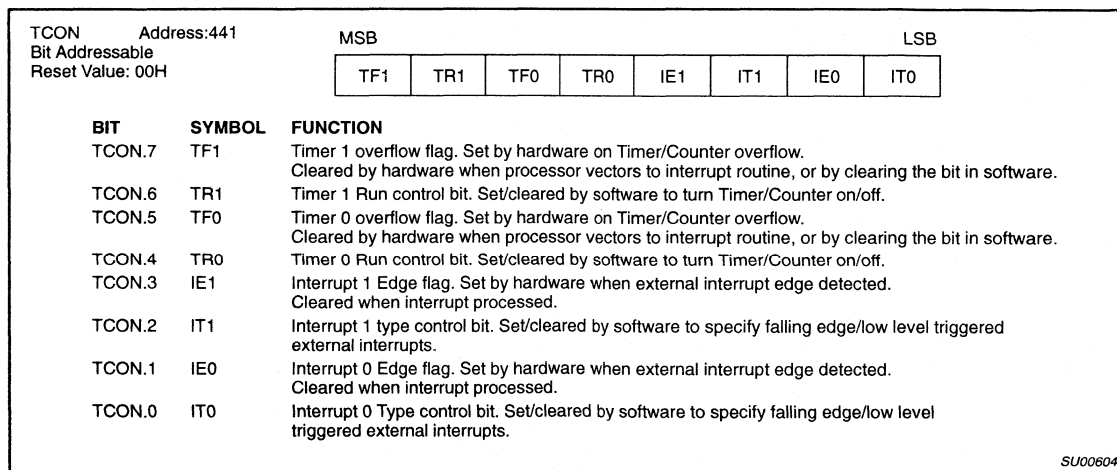 TCON Address:441 MSB LSB
Bit Addressable
Reset Value: 00H
TF1 TR1 TF0 TR0 IE1 IT1 IE0 IT0
BIT SYMBOL FUNCTION
TCON.7 TF1 Timer 1 overflow flag. Set by hardware on Timer/Counter overflow.
Cleared by hardware when processor vectors to interrupt routine, or by clearing the bit in software.
TCON.6 TR1 Timer 1 Run control bit. Set/cleared by software to turn Timer/Counter on/off.
TCON.5 TF0 Timer 0 overflow flag. Set by hardware on Timer/Counter overflow.
Cleared by hardware when processor vectors to interrupt routine, or by clearing the bit in software.
TCON.4 TR0 Timer 0 Run control bit. Set/cleared by software to turn Timer/Counter on/off.
TCON.3 IE1 Interrupt 1 Edge flag. Set by hardware when external interrupt edge detected.
Cleared when interrupt processed.
TCON.2 IT1 Interrupt 1 type control bit. Set/cleared by software to specify falling edge/low level triggered
external interrupts.
TCON.1 IE0 Interrupt 0 Edge flag. Set by hardware when external interrupt edge detected.
Cleared when interrupt processed.
TCON.0 IT0 Interrupt 0 Type control bit. Set/cleared by software to specify falling edge/low level
triggered external interrupts.
SU00604